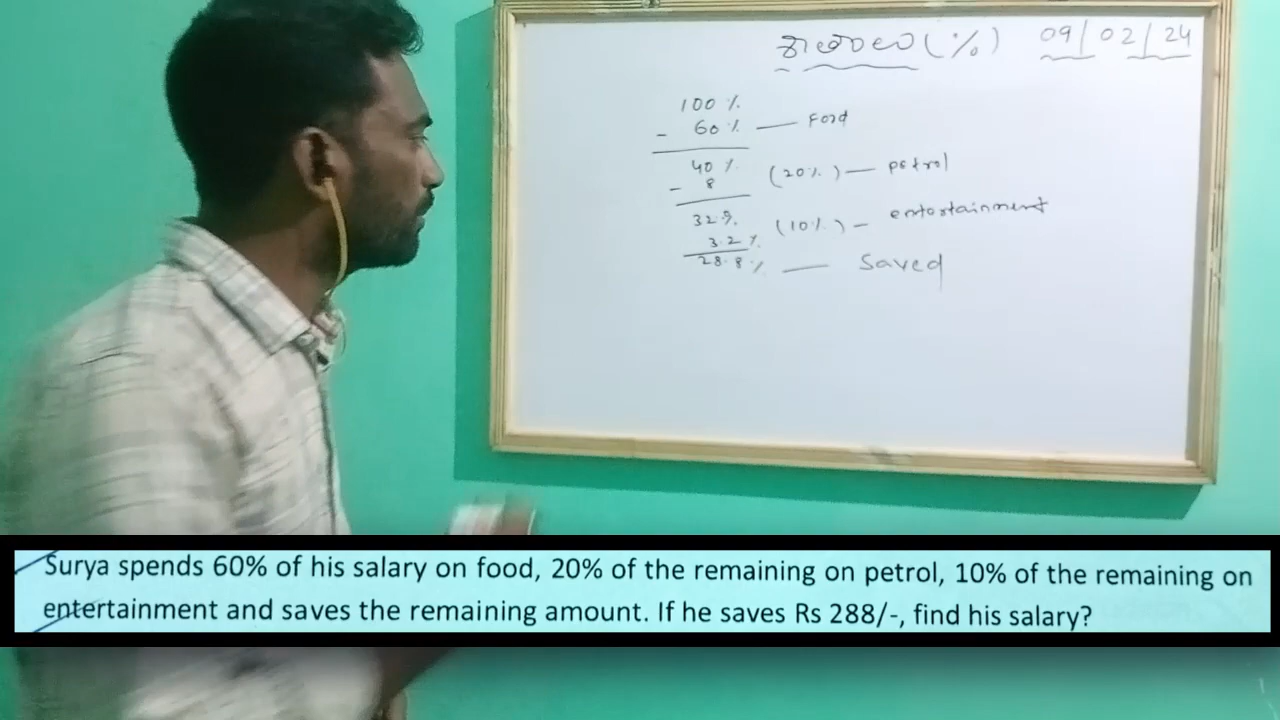 (%) 09/02/24
100 %
- 60 % — Food
40 %
- 8 (20%) — petrol
32 %
3.2 % (10%) - entertainment
28.8 % — Saved
Surya spends 60% of his salary on food, 20% of the remaining on petrol, 10% of the remaining on
entertainment and saves the remaining amount. If he saves Rs 288/-, find his salary?